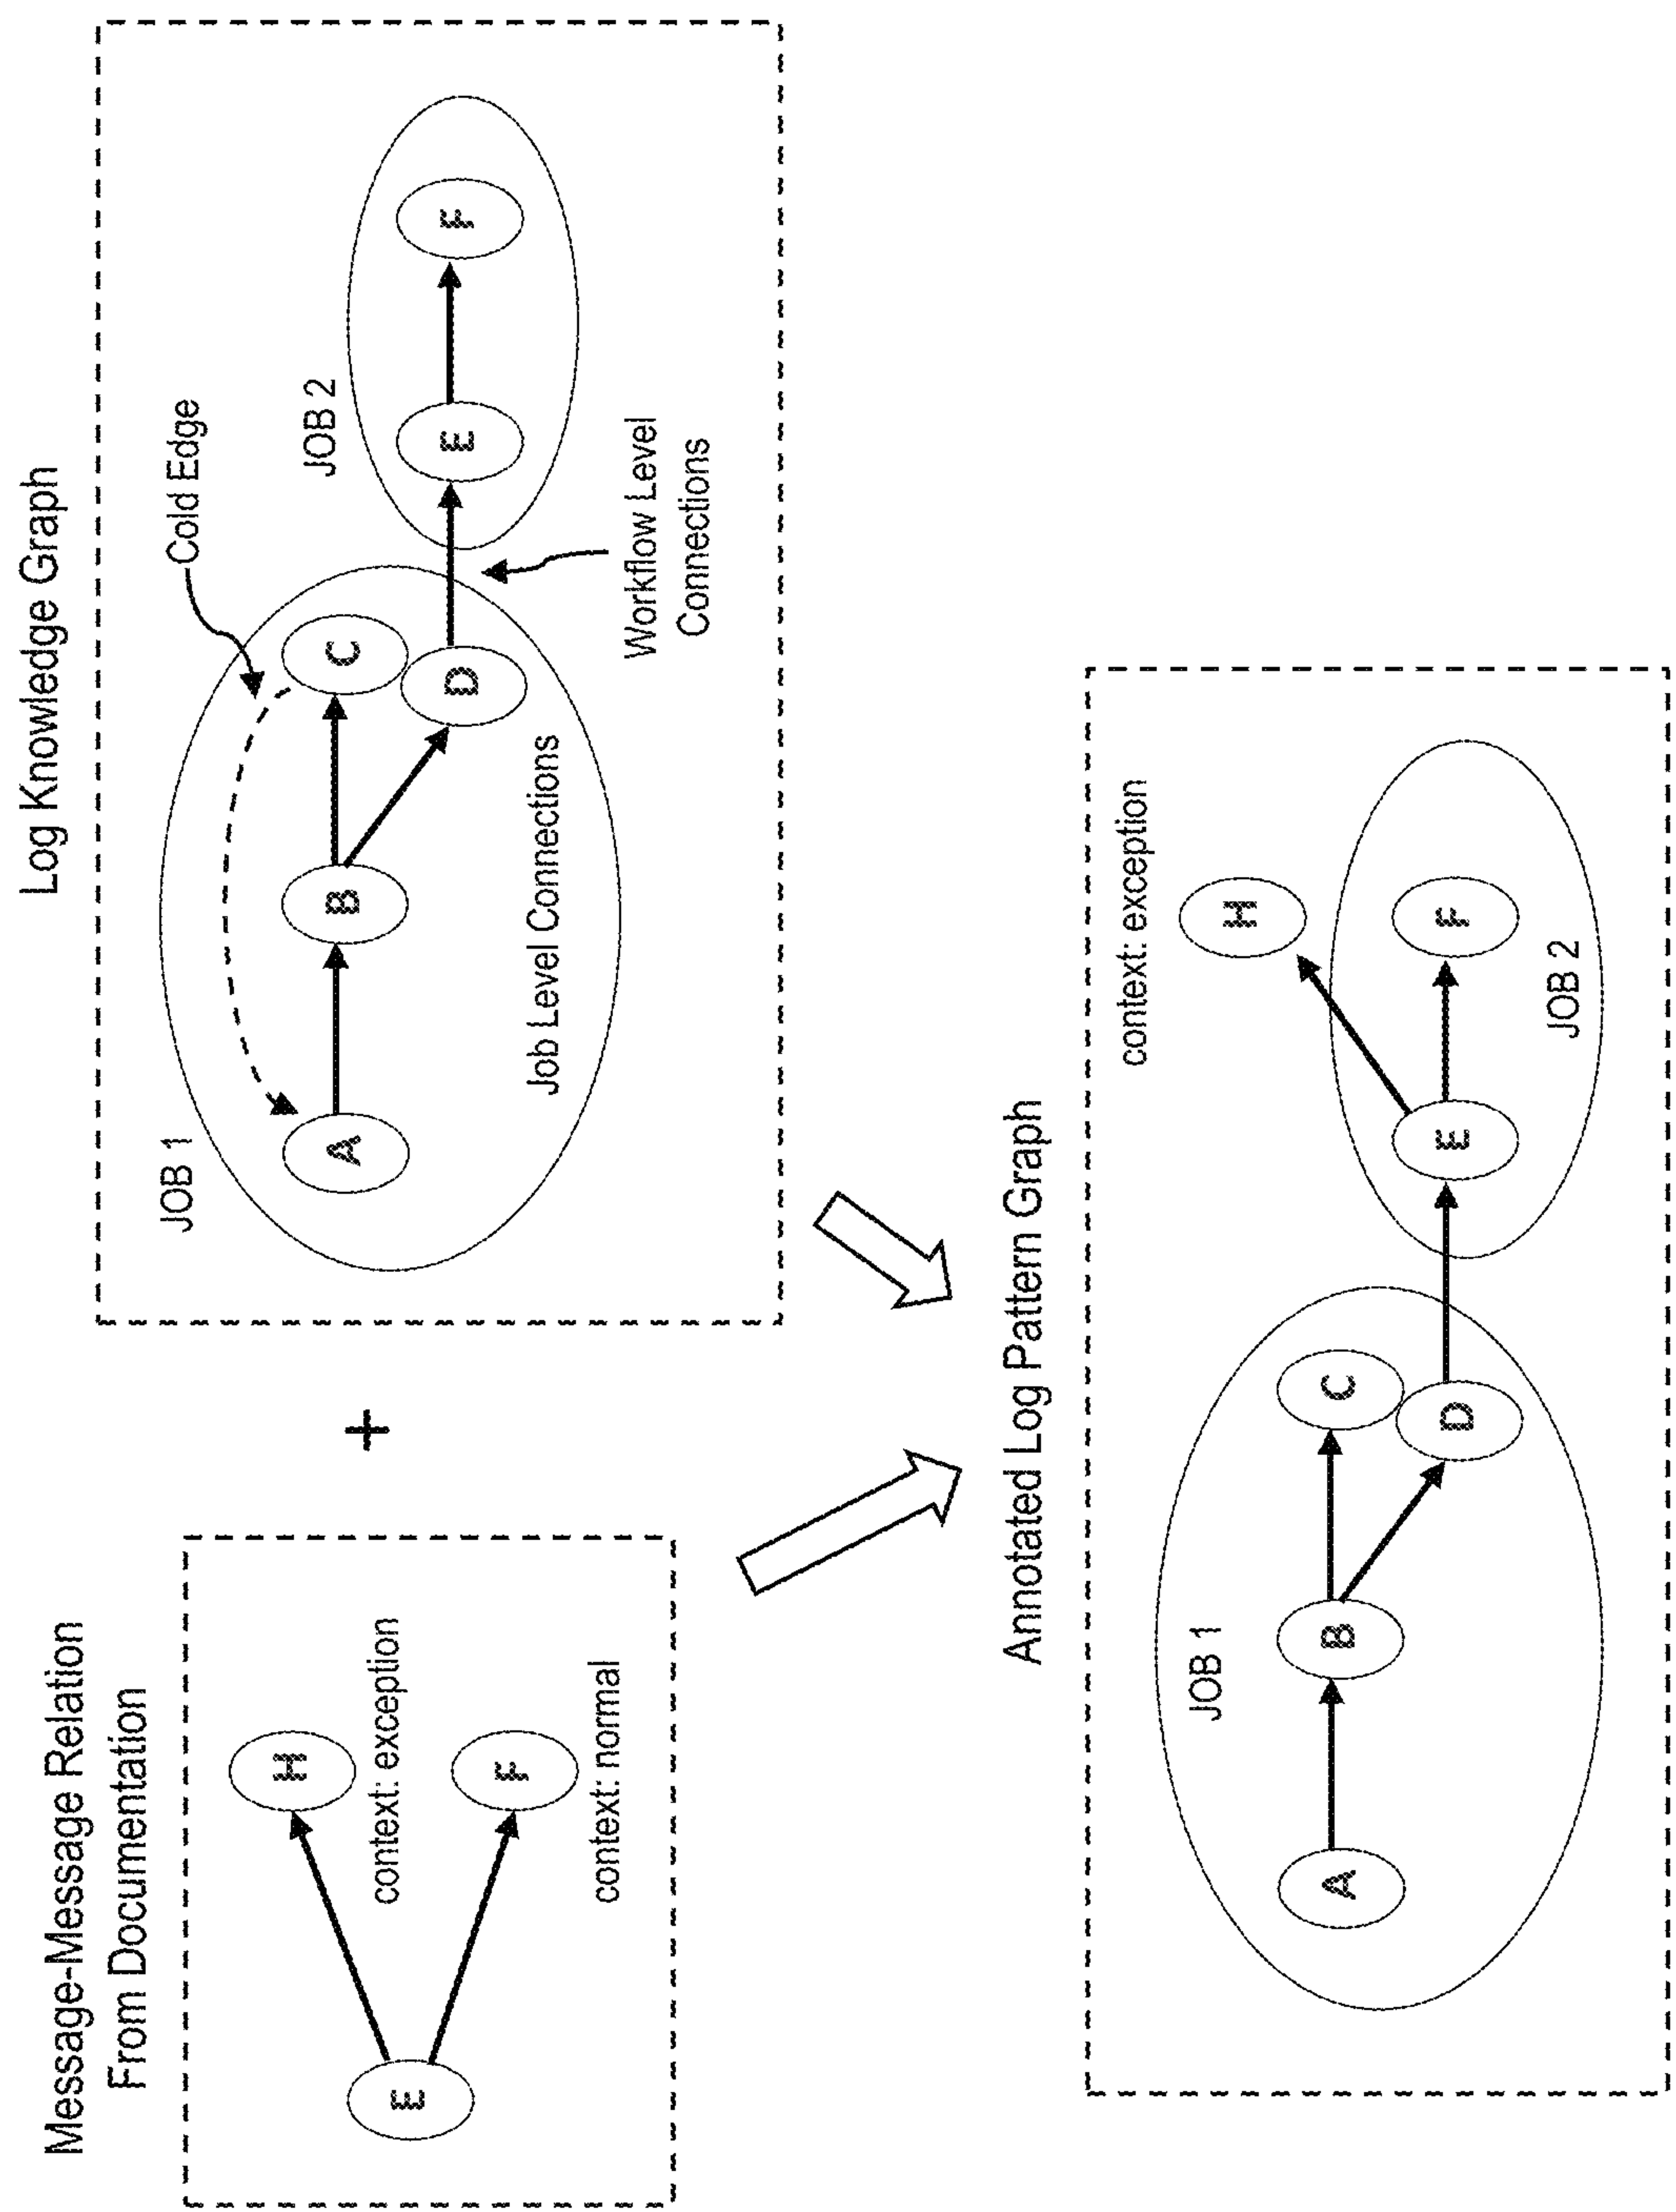 Message-Message Relation
From Documentation
E
H
context: exception
F
context: normal
+
Log Knowledge Graph
JOB 1
Cold Edge
A
B
C
D
Job Level Connections
JOB 2
E
F
Workflow Level
Connections
Annotated Log Pattern Graph
JOB 1
A
B
C
D
context: exception
H
E
F
JOB 2